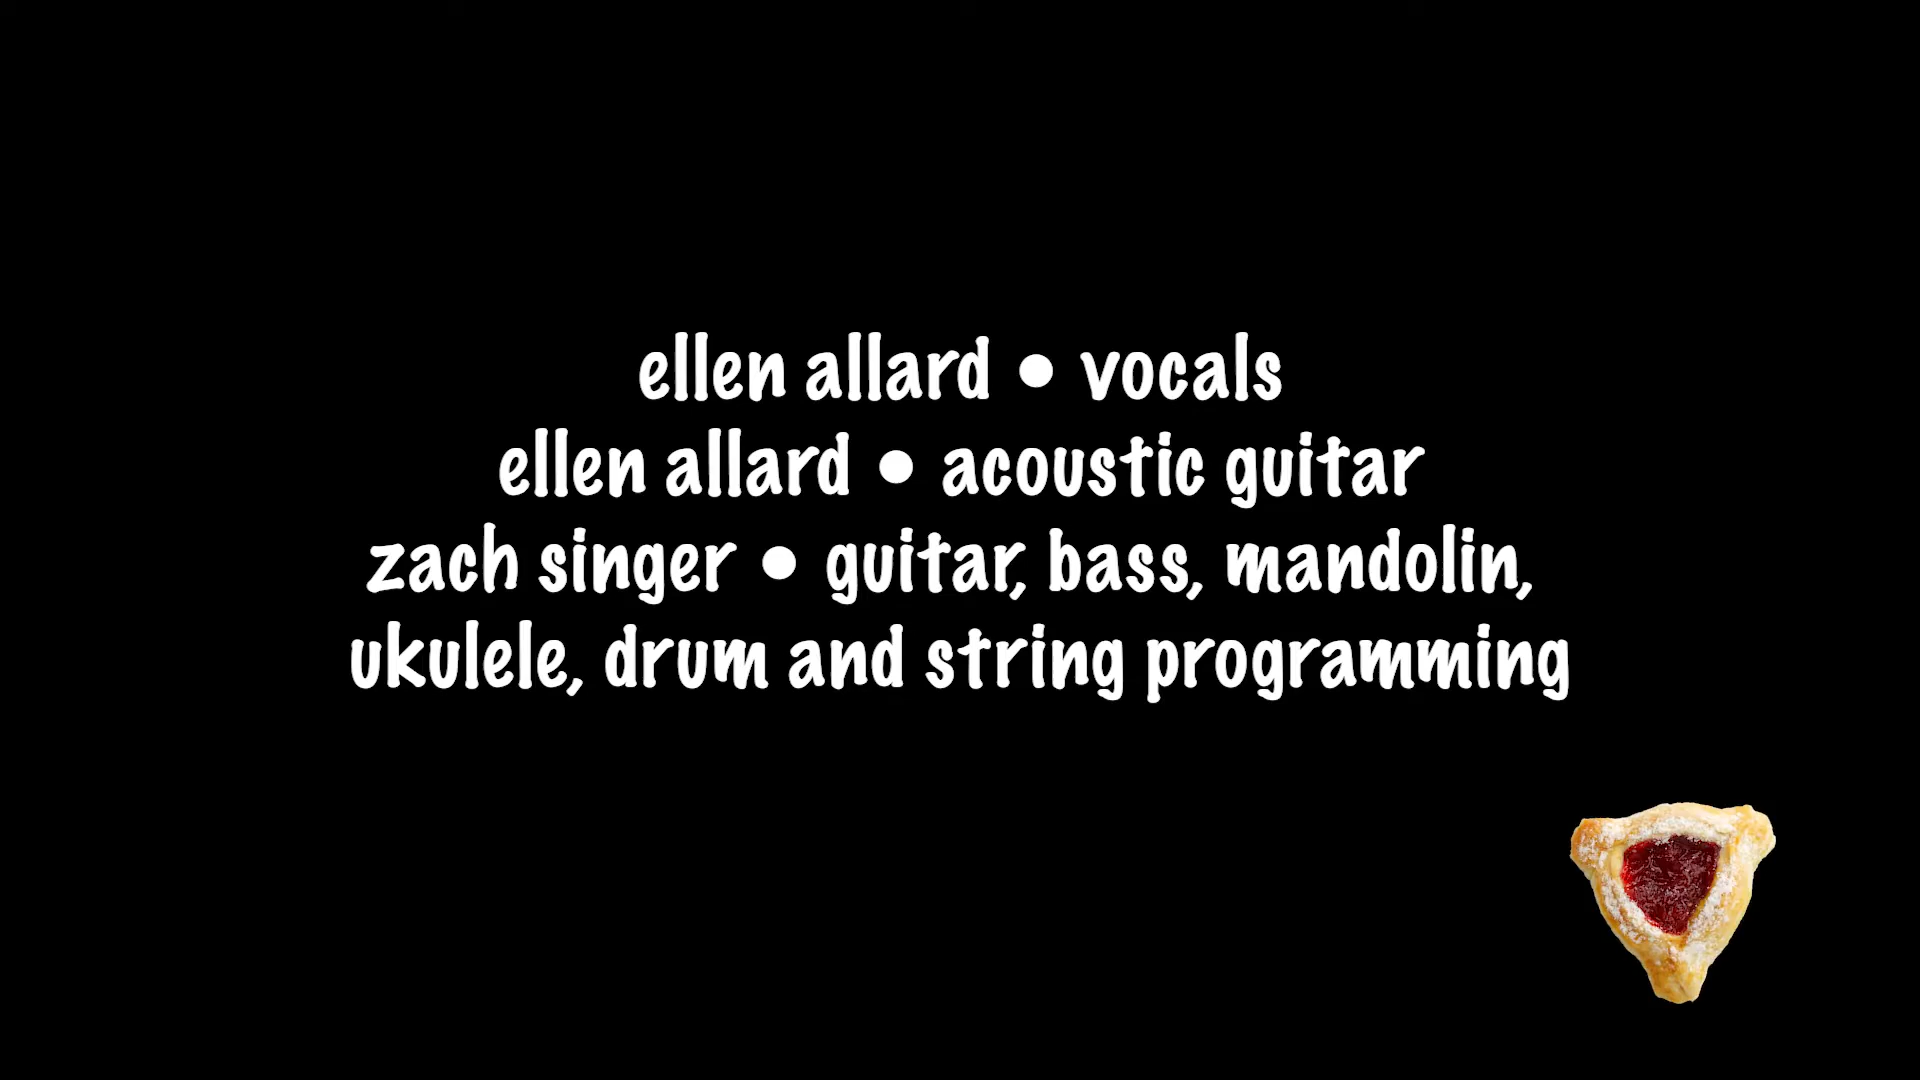 ellen allard • vocals
ellen allard • acoustic guitar
zach singer • guitar, bass, mandolin,
ukulele, drum and string programming